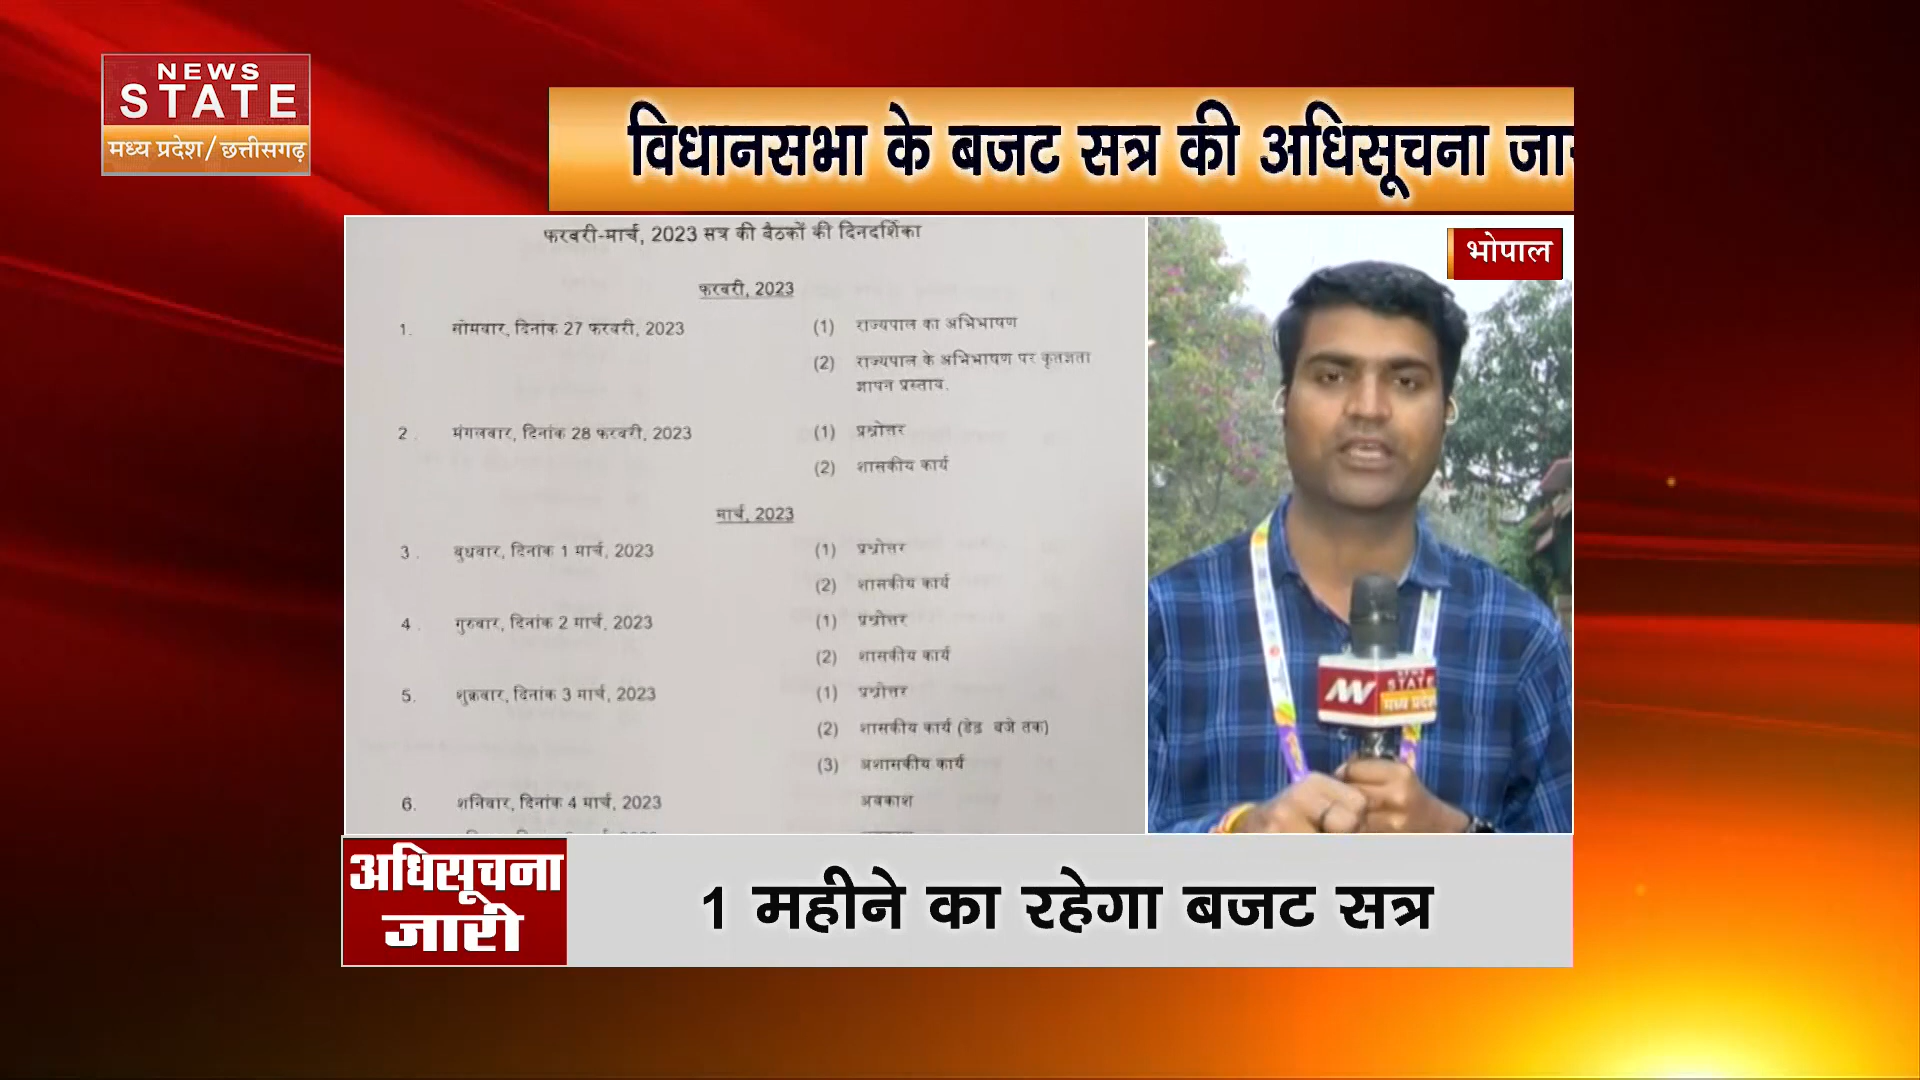 NEWS
STATE
मध्य प्रदेश/छत्तीसगढ़
विधानसभा के बजट सत्र की अधिसूचना
भोपाल
फरवरी-मार्च, 2023 सत्र की बैठकों की दिनदर्शिका
फरवरी, 2023
1. सोमवार, दिनांक 27 फरवरी, 2023 (1) राज्यपाल का अभिभाषण
(2) राज्यपाल के अभिभाषण पर कृतज्ञता
ज्ञापन प्रस्ताव.
2. मंगलवार, दिनांक 28 फरवरी, 2023 (1) प्रश्नोत्तर
(2) शासकीय कार्य
मार्च, 2023
3. बुधवार, दिनांक 1 मार्च, 2023 (1) प्रश्नोत्तर
(2) शासकीय कार्य
4. गुरुवार, दिनांक 2 मार्च, 2023 (1) प्रश्नोत्तर
(2) शासकीय कार्य
5. शुक्रवार, दिनांक 3 मार्च, 2023 (1) प्रश्नोत्तर
(2) शासकीय कार्य (डेढ़ बजे तक)
(3) अशासकीय कार्य
6. शनिवार, दिनांक 4 मार्च, 2023 अवकाश
NEWS
STATE
मध्य प्रदेश
अधिसूचना
जारी
1 महीने का रहेगा बजट सत्र